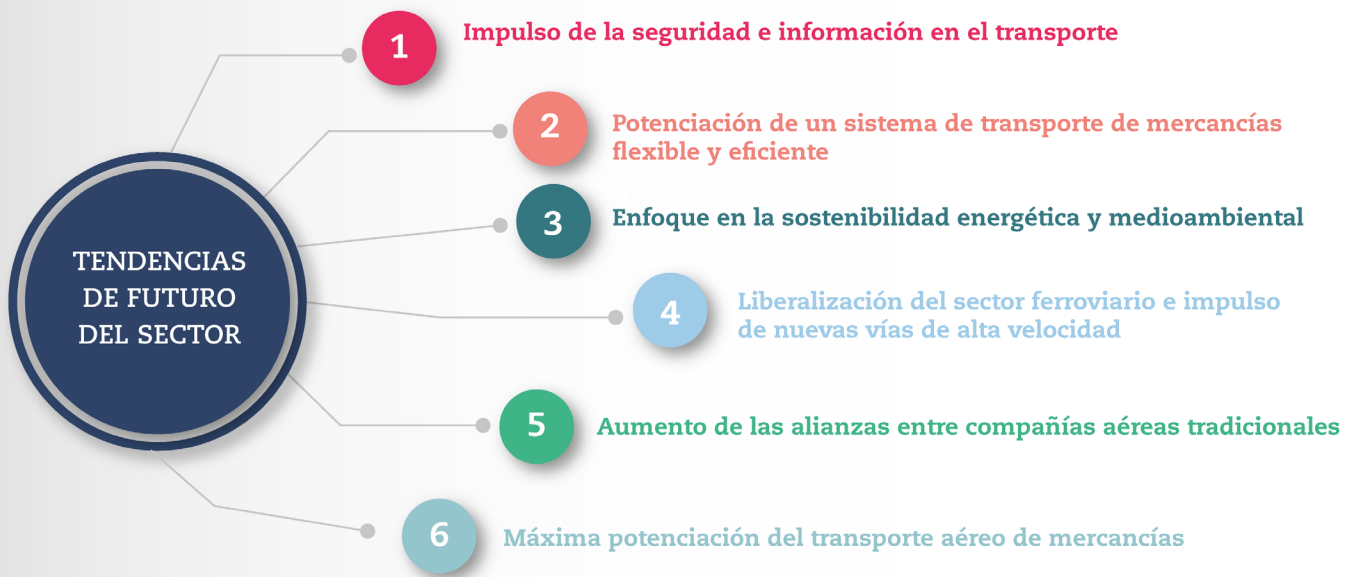 TENDENCIAS
DE FUTURO
DEL SECTOR
1
Impulso de la seguridad e información en el transporte
2
Potenciación de un sistema de transporte de mercancías
flexible y eficiente
3
Enfoque en la sostenibilidad energética y medioambiental
4
Liberalización del sector ferroviario e impulso
de nuevas vías de alta velocidad
5
Aumento de las alianzas entre compañías aéreas tradicionales
6
Máxima potenciación del transporte aéreo de mercancías